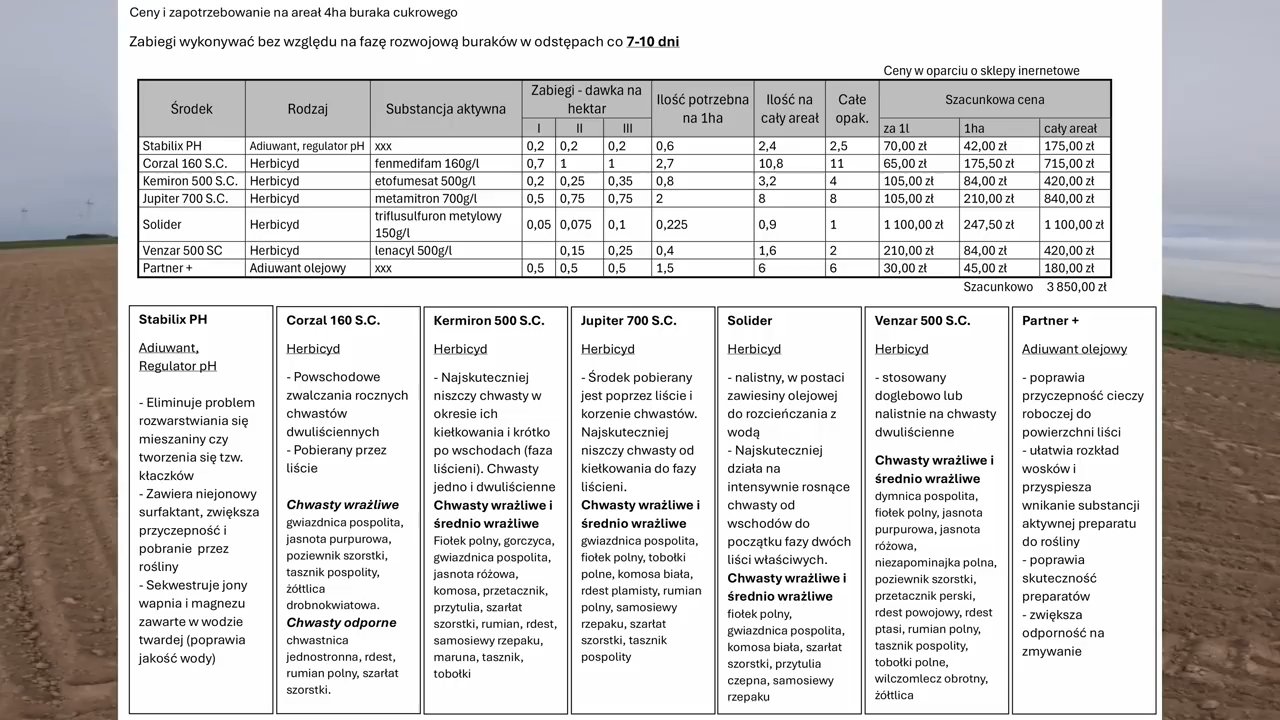 Ceny i zapotrzebowanie na areał 4ha buraka cukrowego
Zabiegi wykonywać bez względu na fazę rozwojową buraków w odstępach co 7-10 dni
Ceny w oparciu o sklepy inernetowe
Środek Rodzaj Substancja aktywna Zabiegi - dawka na hektar Ilość potrzebna na 1ha Ilość na cały areał Całe opak. Szacunkowa cena
I II III za 1l 1ha cały areał
Stabilix PH Adiuwant, regulator pH xxx 0,2 0,2 0,2 0,6 2,4 2,5 70,00 zł 42,00 zł 175,00 zł
Corzal 160 S.C. Herbicyd fenmedifam 160g/l 0,7 1 1 2,7 10,8 11 65,00 zł 175,50 zł 715,00 zł
Kemiron 500 S.C. Herbicyd etofumesat 500g/l 0,2 0,25 0,35 0,8 3,2 4 105,00 zł 84,00 zł 420,00 zł
Jupiter 700 S.C. Herbicyd metamitron 700g/l 0,5 0,75 0,75 2 8 8 105,00 zł 210,00 zł 840,00 zł
Solider Herbicyd triflusulfuron metylowy 150g/l 0,05 0,075 0,1 0,225 0,9 1 1 100,00 zł 247,50 zł 1 100,00 zł
Venzar 500 SC Herbicyd lenacyl 500g/l 0,15 0,25 0,4 1,6 2 210,00 zł 84,00 zł 420,00 zł
Partner + Adiuwant olejowy xxx 0,5 0,5 0,5 1,5 6 6 30,00 zł 45,00 zł 180,00 zł
Szacunkowo 3 850,00 zł
Stabilix PH
Adiuwant,
Regulator pH
- Eliminuje problem
rozwarstwiania się
mieszaniny czy
tworzenia się tzw.
kłaczków
- Zawiera niejonowy
surfaktant, zwiększa
przyczepność i
pobranie przez
rośliny
- Sekwestruje jony
wapnia i magnezu
zawarte w wodzie
twardej (poprawia
jakość wody)
Corzal 160 S.C.
Herbicyd
- Powschodowe
zwalczania rocznych
chwastów
dwuliściennych
- Pobierany przez
liście
Chwasty wrażliwe
gwiazdnica pospolita,
jasnota purpurowa,
poziewnik szorstki,
tasznik pospolity,
żółtlica
drobnokwiatowa.
Chwasty odporne
chwastnica
jednostronna, rdest,
rumian polny, szarłat
szorstki.
Kermiron 500 S.C.
Herbicyd
- Najskuteczniej
niszczy chwasty w
okresie ich
kiełkowania i krótko
po wschodach (faza
liścieni). Chwasty
jedno i dwuliścienne
Chwasty wrażliwe i
średnio wrażliwe
Fiołek polny, gorczyca,
gwiazdnica pospolita,
jasnota różowa,
komosa, przetacznik,
przytulia, szarłat
szorstki, rumian, rdest,
samosiewy rzepaku,
maruna, tasznik,
tobołki
Jupiter 700 S.C.
Herbicyd
- Środek pobierany
jest poprzez liście i
korzenie chwastów.
Najskuteczniej
niszczy chwasty od
kiełkowania do fazy
liścieni.
Chwasty wrażliwe i
średnio wrażliwe
gwiazdnica pospolita,
fiołek polny, tobołki
polne, komosa biała,
rdest plamisty, rumian
polny, samosiewy
rzepaku, szarłat
szorstki, tasznik
pospolity
Solider
Herbicyd
- nalistny, w postaci
zawiesiny olejowej
do rozcieńczania z
wodą
- Najskuteczniej
działa na
intensywnie rosnące
chwasty od
wschodów do
początku fazy dwóch
liści właściwych.
Chwasty wrażliwe i
średnio wrażliwe
fiołek polny,
gwiazdnica pospolita,
komosa biała, szarłat
szorstki, przytulia
czepna, samosiewy
rzepaku
Venzar 500 S.C.
Herbicyd
- stosowany
doglebowo lub
nalistnie na chwasty
dwuliścienne
Chwasty wrażliwe i
średnio wrażliwe
dymnica pospolita,
fiołek polny, jasnota
purpurowa, jasnota
różowa,
niezapominajka polna,
poziewnik szorstki,
przetacznik perski,
rdest powojowy, rdest
ptasi, rumian polny,
tasznik pospolity,
tobołki polne,
wilczomlecz obrotny,
żółtlica
Partner +
Adiuwant olejowy
- poprawia
przyczepność cieczy
roboczej do
powierzchni liści
- ułatwia rozkład
wosków i
przyspiesza
wnikanie substancji
aktywnej preparatu
do rośliny
- poprawia
skuteczność
preparatów
- zwiększa
odporność na
zmywanie